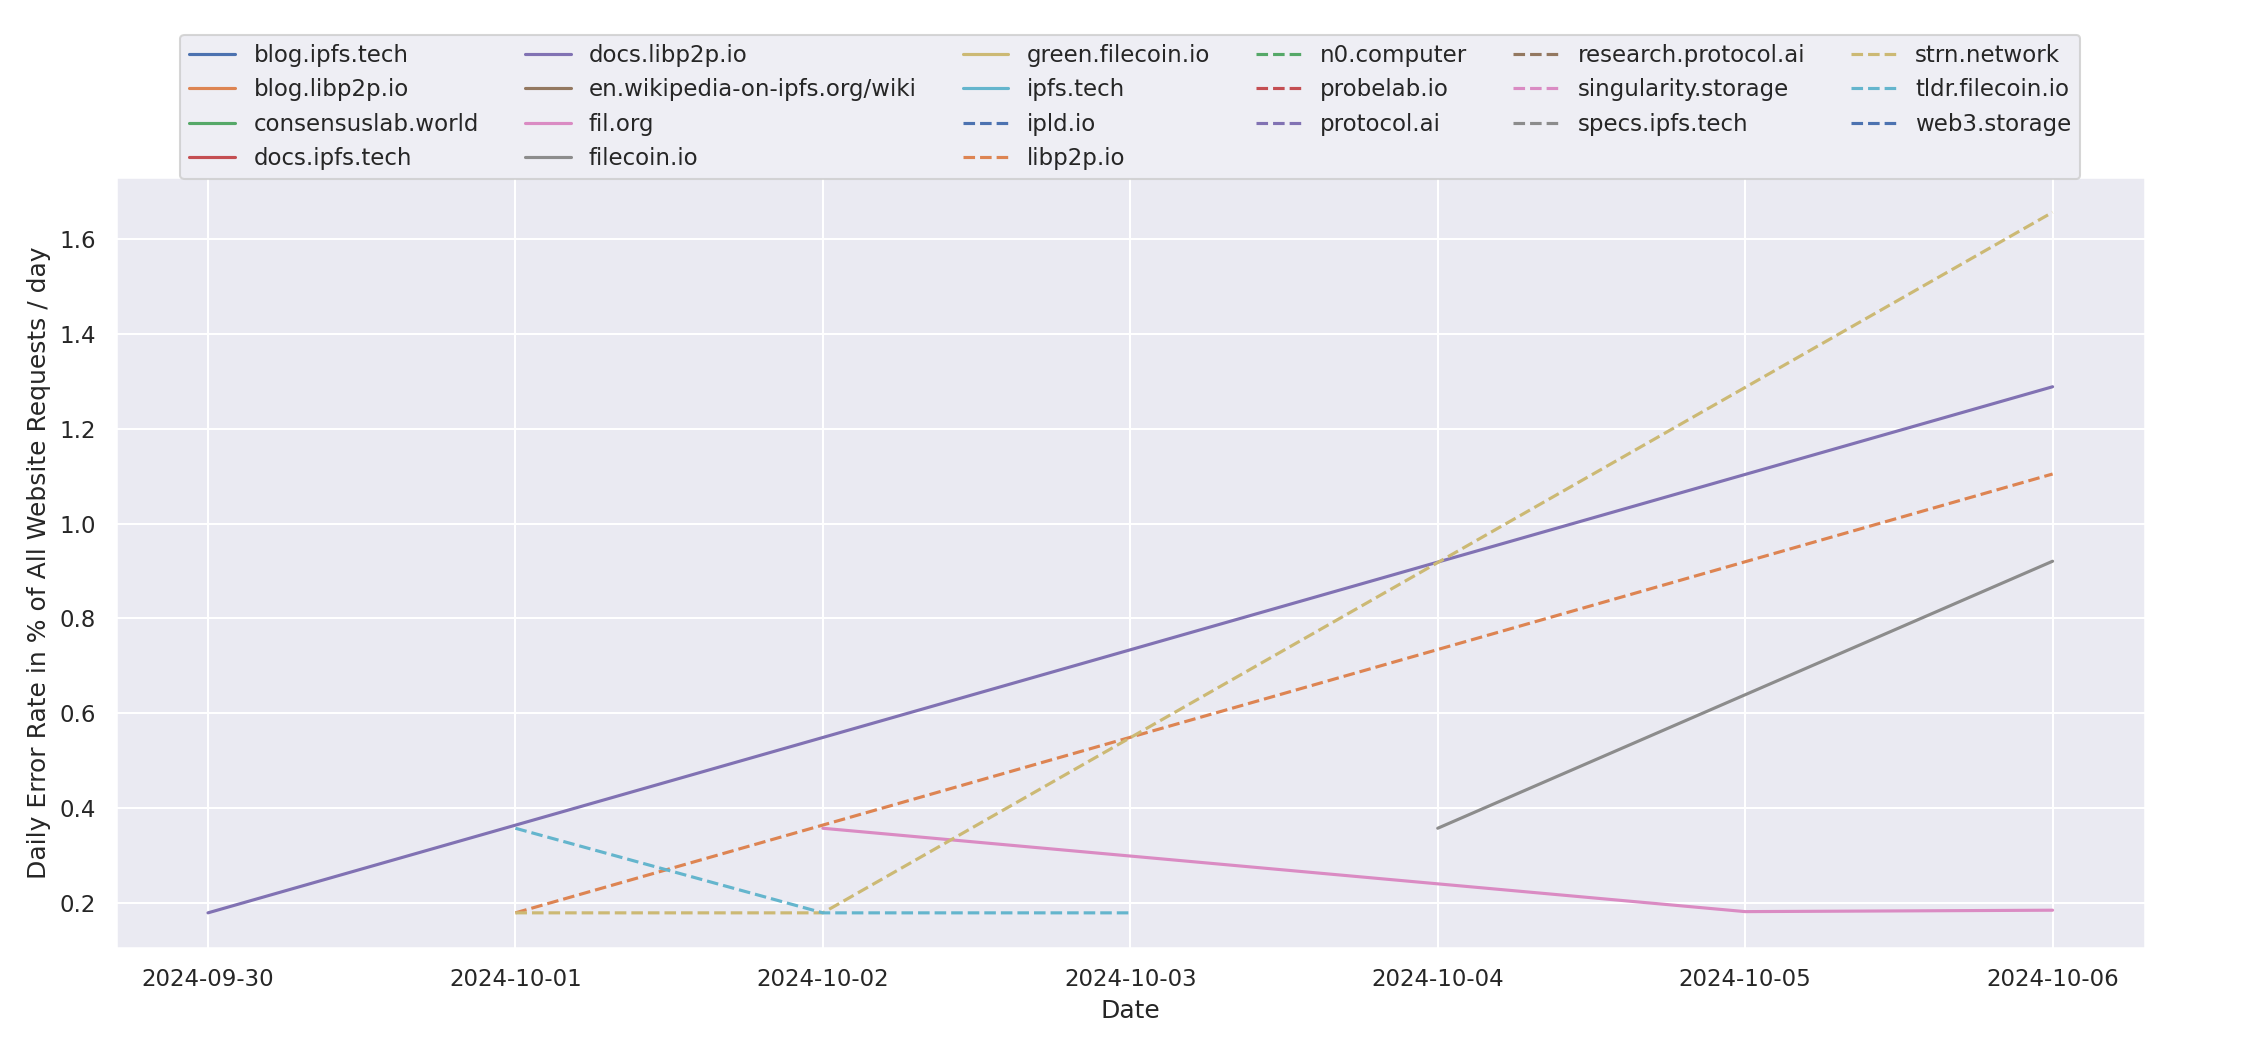 blog.ipfs.tech
blog.libp2p.io
consensuslab.world
docs.ipfs.tech
docs.libp2p.io
en.wikipedia-on-ipfs.org/wiki
fil.org
filecoin.io
green.filecoin.io
ipfs.tech
ipld.io
libp2p.io
n0.computer
probelab.io
protocol.ai
research.protocol.ai
singularity.storage
specs.ipfs.tech
strn.network
tldr.filecoin.io
web3.storage
Daily Error Rate in % of All Website Requests / day
1.6
1.4
1.2
1.0
0.8
0.6
0.4
0.2
2024-09-30
2024-10-01
2024-10-02
2024-10-03
2024-10-04
2024-10-05
2024-10-06
Date